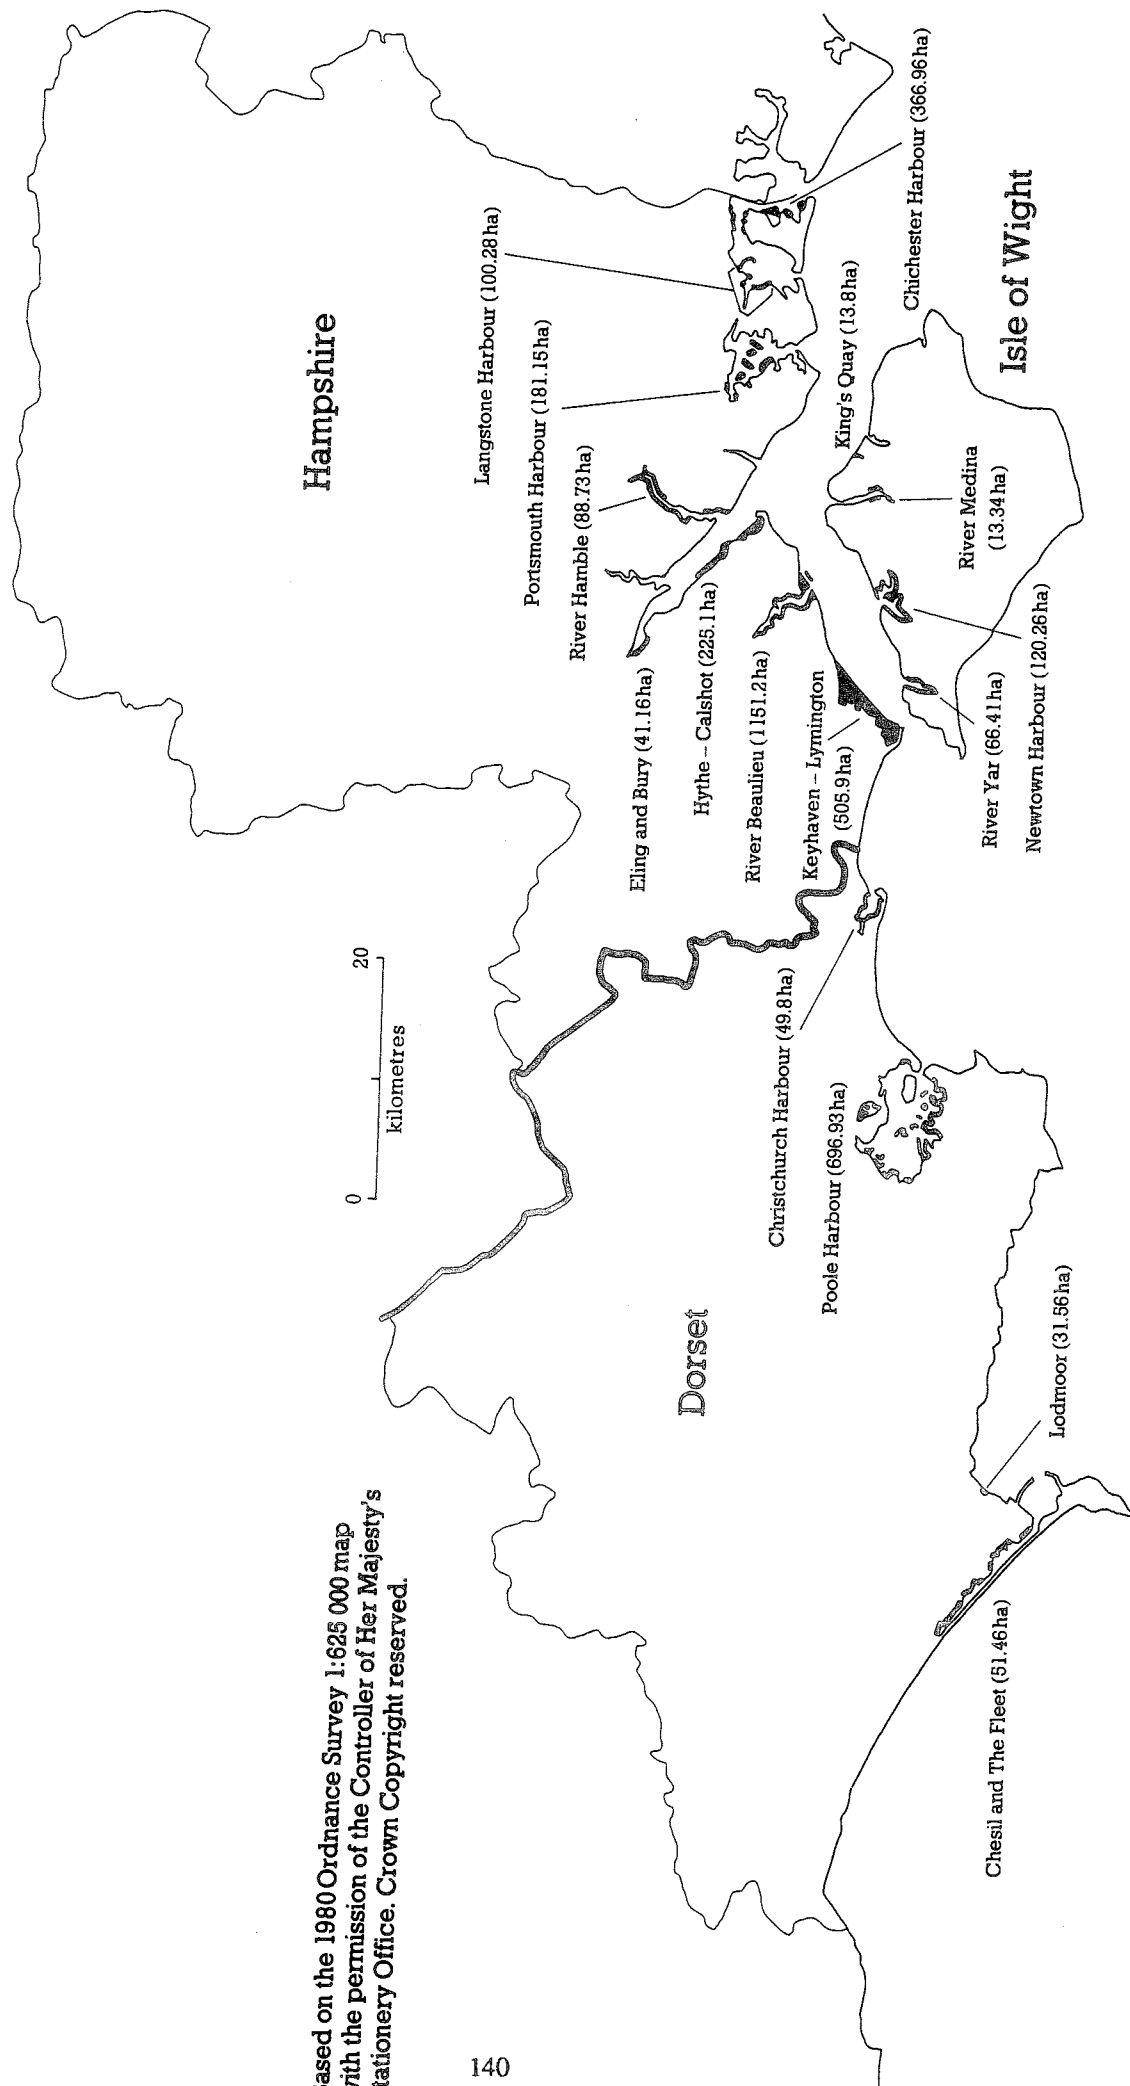 ased on the 1980 Ordnance Survey 1:625 000 map
ith the permission of the Controller of Her Majesty's
tationery Office. Crown Copyright reserved.
0
20
kilometres
Hampshire
Dorset
Isle of Wight
Langstone Harbour (100.28 ha)
Portsmouth Harbour (181.15 ha)
River Hamble (88.73 ha)
Eling and Bury (41.16 ha)
Hythe – Calshot (225.1 ha)
River Beaulieu (1151.2 ha)
Keyhaven – Lymington
(505.9 ha)
Christchurch Harbour (49.8 ha)
Poole Harbour (696.93 ha)
Lodmoor (31.56 ha)
Chesil and The Fleet (51.46 ha)
King's Quay (13.8 ha)
Chichester Harbour (366.96 ha)
River Medina
(13.34 ha)
River Yar (66.41 ha)
Newtown Harbour (120.26 ha)
140